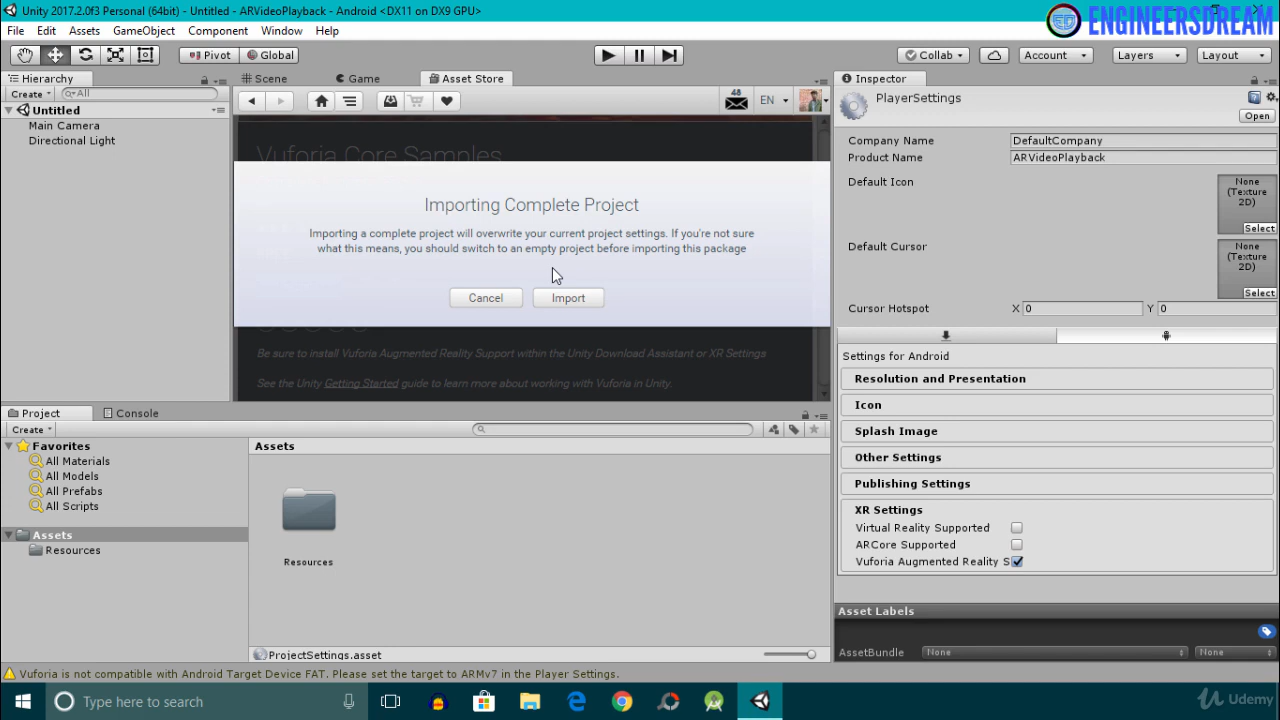 Unity 2017.2.0f3 Personal (64bit) - Untitled - ARVideoPlayback - Android <DX11 on DX9 GPU>
ENGINEERSDREAM
File Edit Assets GameObject Component Window Help
Pivot Global Collab Account Layers Layout
Hierarchy
Create All
Untitled
Main Camera
Directional Light
Scene Game Asset Store
48 EN
Vuforia Core Samples
Importing Complete Project
Importing a complete project will overwrite your current project settings. If you're not sure
what this means, you should switch to an empty project before importing this package
Cancel Import
Be sure to install Vuforia Augmented Reality Support within the Unity Download Assistant or XR Settings
See the Unity Getting Started guide to learn more about working with Vuforia in Unity.
Inspector
PlayerSettings
Open
Company Name DefaultCompany
Product Name ARVideoPlayback
Default Icon
None
(Texture
2D)
Select
Default Cursor
None
(Texture
2D)
Select
Cursor Hotspot X 0 Y 0
Settings for Android
Resolution and Presentation
Icon
Splash Image
Other Settings
Publishing Settings
XR Settings
Virtual Reality Supported
ARCore Supported
Vuforia Augmented Reality S
Asset Labels
AssetBundle None None
Project Console
Create
Favorites
All Materials
All Models
All Prefabs
All Scripts
Assets
Resources
Assets
Resources
ProjectSettings.asset
Vuforia is not compatible with Android Target Device FAT. Please set the target to ARMv7 in the Player Settings.
Type here to search
Udemy